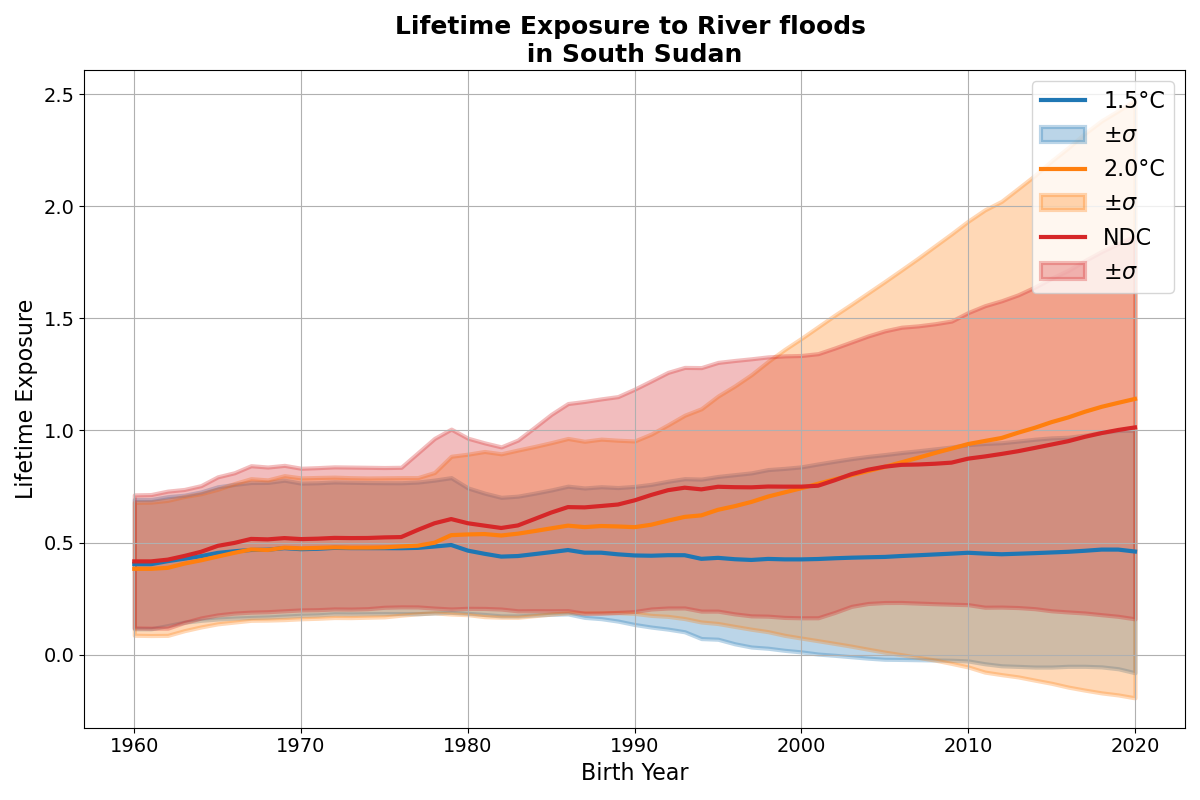 Lifetime Exposure to River floods
in South Sudan
Lifetime Exposure
2.5
2.0
1.5
1.0
0.5
0.0
1960
1970
1980
1990
2000
2010
2020
Birth Year
1.5°C
±σ
2.0°C
±σ
NDC
±σ